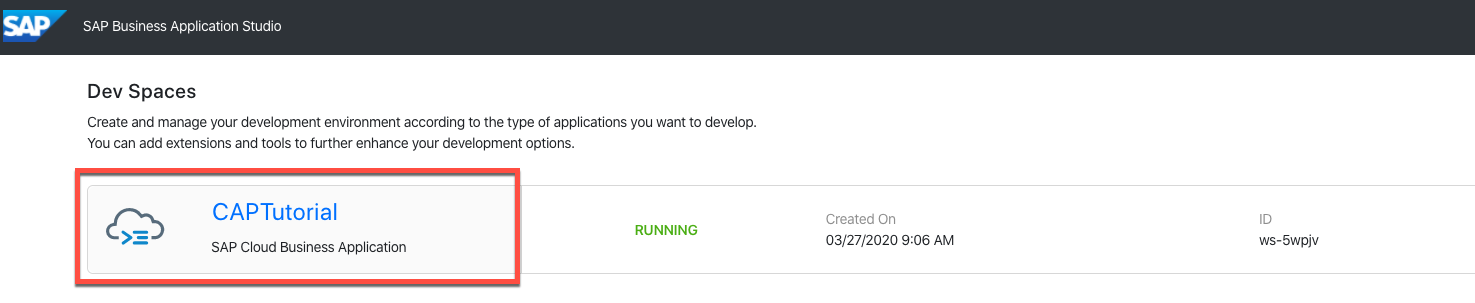 SAP SAP Business Application Studio
Dev Spaces
Create and manage your development environment according to the type of applications you want to develop.
You can add extensions and tools to further enhance your development options.
CAPTutorial
SAP Cloud Business Application
RUNNING
Created On
03/27/2020 9:06 AM
ID
ws-5wpjv